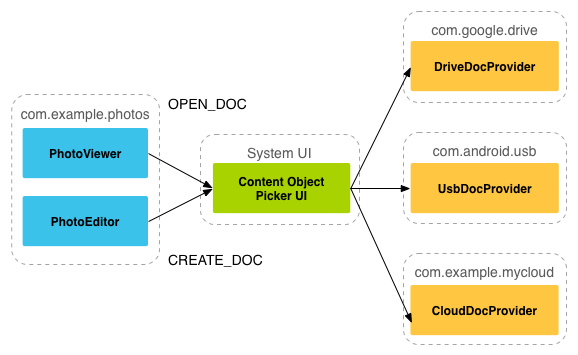 com.example.photos
PhotoViewer
PhotoEditor
OPEN_DOC
CREATE_DOC
System UI
Content Object
Picker UI
com.google.drive
DriveDocProvider
com.android.usb
UsbDocProvider
com.example.mycloud
CloudDocProvider